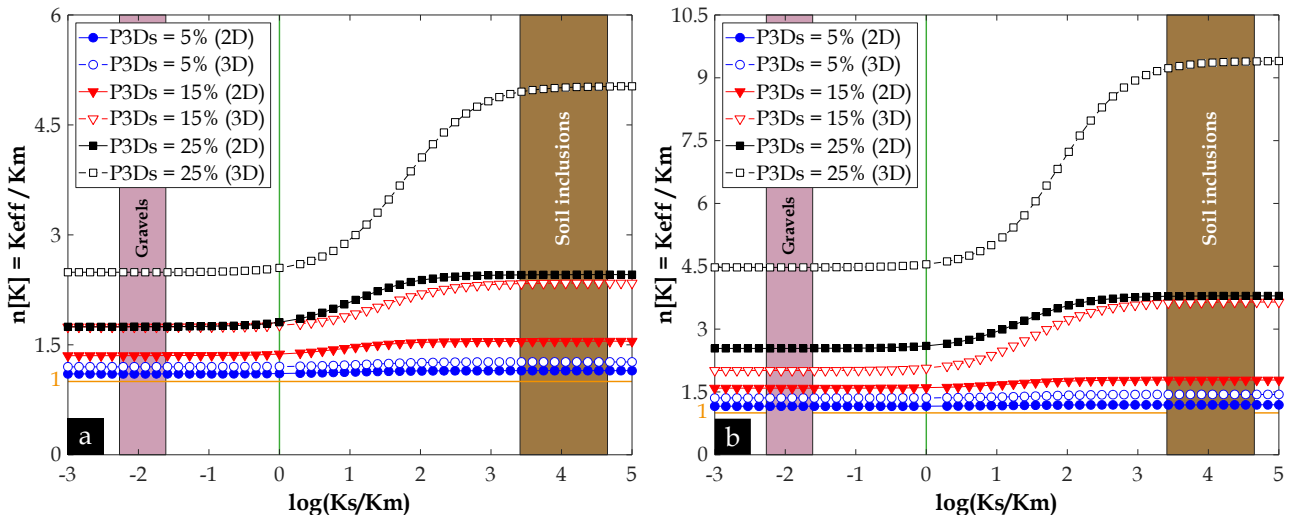 6
4.5
3
1.5
1
0
n[K] = Keff / Km
P3Ds = 5% (2D)
P3Ds = 5% (3D)
P3Ds = 15% (2D)
P3Ds = 15% (3D)
P3Ds = 25% (2D)
P3Ds = 25% (3D)
Gravels
Soil inclusions
a
-3 -2 -1 0 1 2 3 4 5
log(Ks/Km)
10.5
9
7.5
6
4.5
3
1.5
1
0
n[K] = Keff / Km
P3Ds = 5% (2D)
P3Ds = 5% (3D)
P3Ds = 15% (2D)
P3Ds = 15% (3D)
P3Ds = 25% (2D)
P3Ds = 25% (3D)
Gravels
Soil inclusions
b
-3 -2 -1 0 1 2 3 4 5
log(Ks/Km)